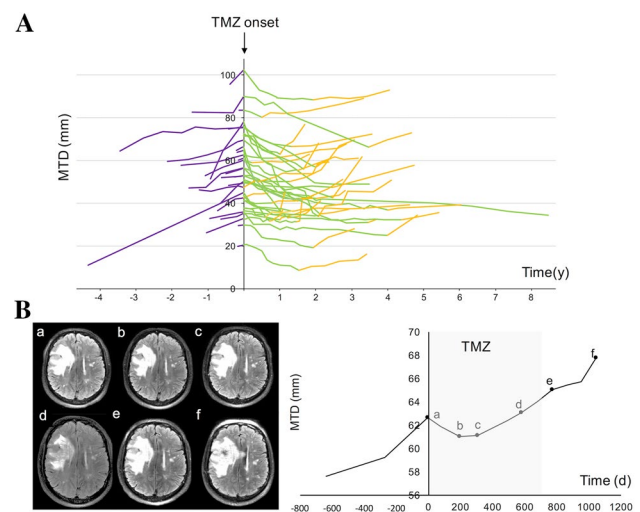 A
TMZ onset
MTD (mm)
100
80
60
40
20
0
-4 -3 -2 -1 1 2 3 4 5 6 7 8
Time(y)
B
a b c
d e f
MTD (mm)
70
68
66
64
62
60
58
56
TMZ
a b c d e f
-800 -600 -400 -200 0 200 400 600 800 1000 1200
Time (d)